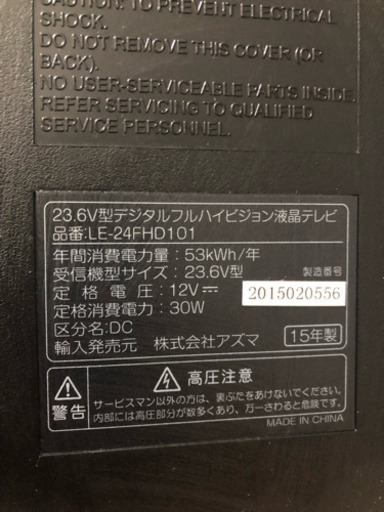 CAUTION: TO PREVENT ELECTRICAL
SHOCK.
DO NOT REMOVE THIS COVER (OR
BACK).
NO USER-SERVICEABLE PARTS INSIDE.
REFER SERVICING TO QUALIFIED
SERVICE PERSONNEL.
23.6V型デジタルフルハイビジョン液晶テレビ
品番:LE-24FHD101
年間消費電力量:53kWh/年
受信機型サイズ:23.6V型
定格電圧:12V⎓
定格消費電力:30W
区分名:DC
輸入発売元 株式会社アズマ
製造番号
2015020556
15年製
警告
高圧注意
サービスマン以外の方は、裏ぶたをあけないでください。
内部には高圧部分が数多くあり、万一さわると危険です。
MADE IN CHINA